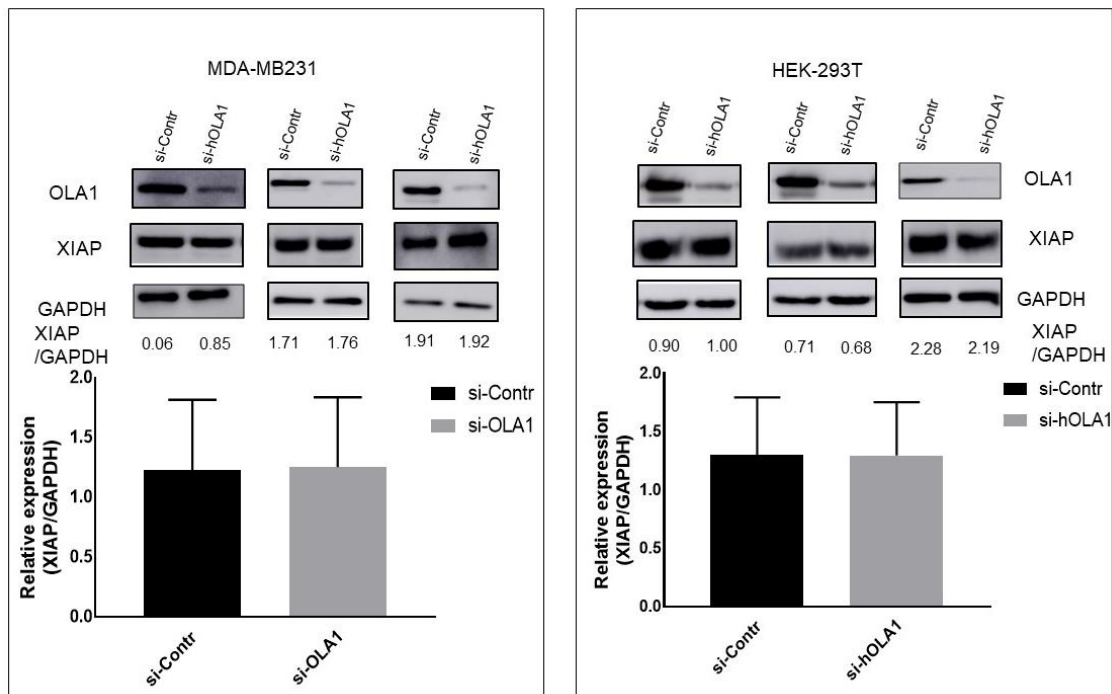 MDA-MB231
si-Contr
si-hOLA1
si-Contr
si-hOLA1
si-Contr
si-hOLA1
OLA1
XIAP
GAPDH
XIAP
/GAPDH
0.06 0.85 1.71 1.76 1.91 1.92
2.0
1.5
1.0
0.5
0.0
Relative expression
(XIAP/GAPDH)
si-Contr
si-OLA1
si-Contr
si-OLA1
HEK-293T
si-Contr
si-hOLA1
si-Contr
si-hOLA1
si-Contr
si-hOLA1
OLA1
XIAP
GAPDH
0.90 1.00 0.71 0.68 2.28 2.19
XIAP
/GAPDH
2.0
1.5
1.0
0.5
0.0
Relative expression
(XIAP/GAPDH)
si-Contr
si-hOLA1
si-Contr
si-hOLA1